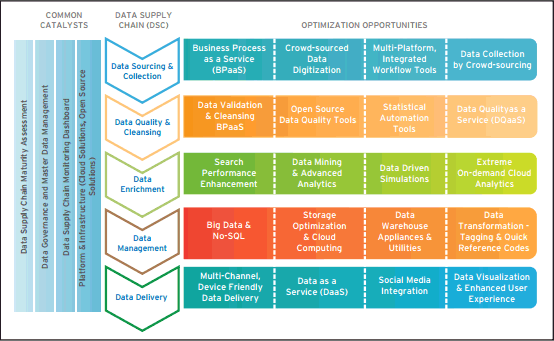 COMMON
CATALYSTS
DATA SUPPLY
CHAIN (DSC)
OPTIMIZATION OPPORTUNITIES
Data Supply Chain Maturity Assessment
Data Governance and Master Data Management
Data Supply Chain Monitoring Dashboard
Platform & Infrastructure (Cloud Solutions, Open Source
Solutions)
Data Sourcing &
Collection
Business Process
as a Service
(BPaaS)
Crowd-sourced
Data
Digitization
Multi-Platform,
Integrated
Workflow Tools
Data Collection
by Crowd-sourcing
Data Quality &
Cleansing
Data Validation
& Cleansing
BPaaS
Open Source
Data Quality Tools
Statistical
Automation
Tools
Data Qualityas a
Service (DQaaS)
Data
Enrichment
Search
Performance
Enhancement
Data Mining
& Advanced
Analytics
Data Driven
Simulations
Extreme
On-demand Cloud
Analytics
Data
Management
Big Data &
No-SQL
Storage
Optimization
& Cloud
Computing
Data
Warehouse
Appliances &
Utilities
Data
Transformation -
Tagging & Quick
Reference Codes
Data Delivery
Multi-Channel,
Device Friendly
Data Delivery
Data as a
Service (DaaS)
Social Media
Integration
Data Visualization
& Enhanced User
Experience